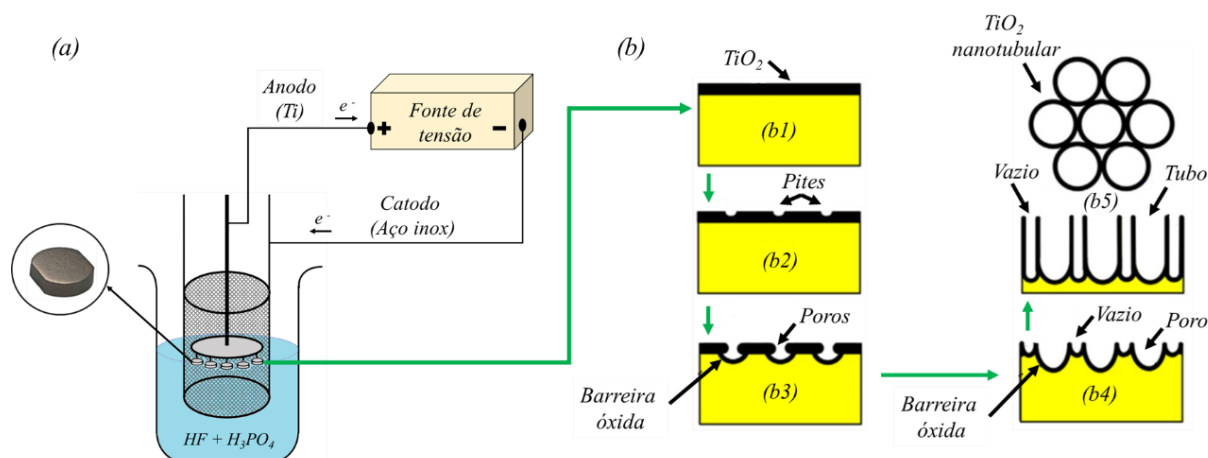 (a)
Anodo
(Ti)
e⁻
+
Fonte de
tensão
-
Catodo
(Aço inox)
e⁻
HF + H₃PO₄
(b)
TiO₂
(b1)
Pites
(b2)
Poros
(b3)
Barreira
óxida
TiO₂
nanotubular
Vazio
Tubo
(b5)
Vazio
Poro
(b4)
Barreira
óxida